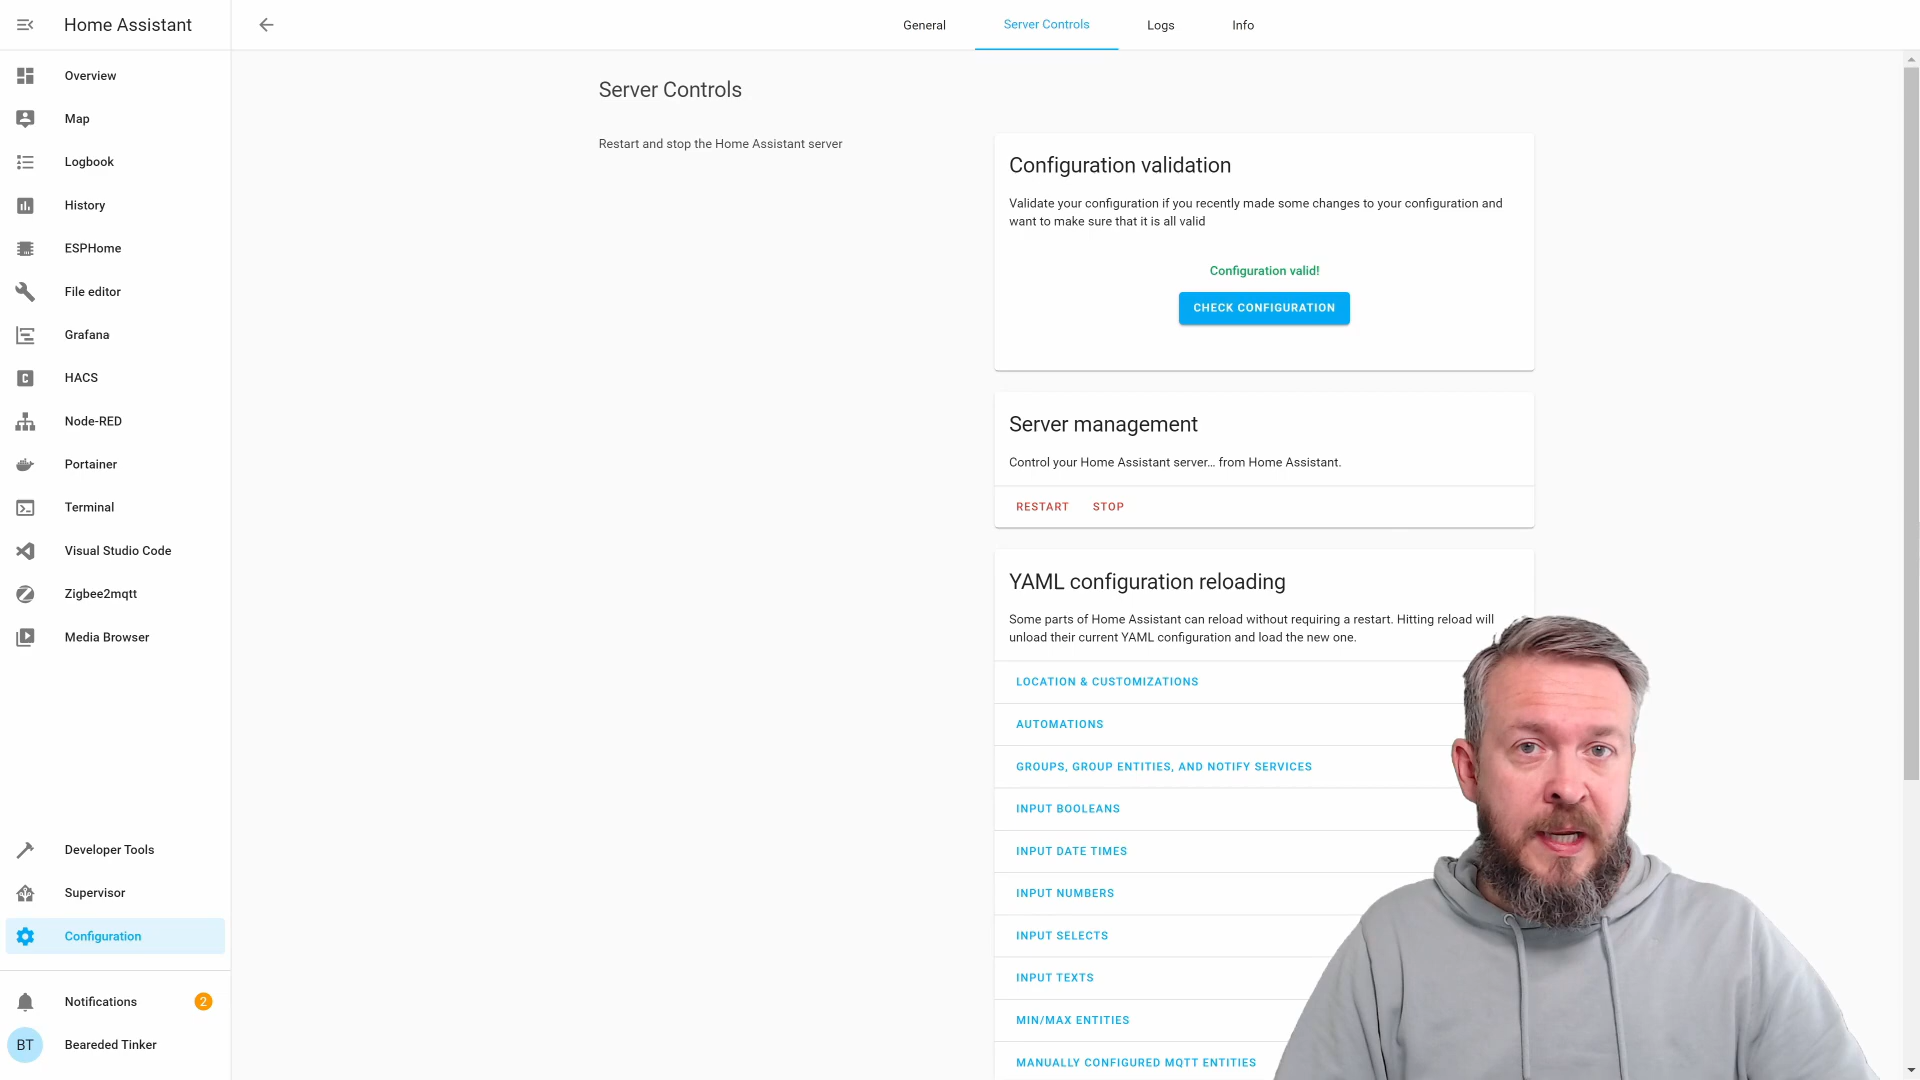 Home Assistant
General
Server Controls
Logs
Info
Overview
Map
Logbook
History
ESPHome
File editor
Grafana
HACS
Node-RED
Portainer
Terminal
Visual Studio Code
Zigbee2mqtt
Media Browser
Developer Tools
Supervisor
Configuration
Notifications
2
BT
Bearded Tinker
Server Controls
Restart and stop the Home Assistant server
Configuration validation
Validate your configuration if you recently made some changes to your configuration and
want to make sure that it is all valid
Configuration valid!
CHECK CONFIGURATION
Server management
Control your Home Assistant server… from Home Assistant.
RESTART
STOP
YAML configuration reloading
Some parts of Home Assistant can reload without requiring a restart. Hitting reload will
unload their current YAML configuration and load the new one.
LOCATION & CUSTOMIZATIONS
AUTOMATIONS
GROUPS, GROUP ENTITIES, AND NOTIFY SERVICES
INPUT BOOLEANS
INPUT DATE TIMES
INPUT NUMBERS
INPUT SELECTS
INPUT TEXTS
MIN/MAX ENTITIES
MANUALLY CONFIGURED MQTT ENTITIES